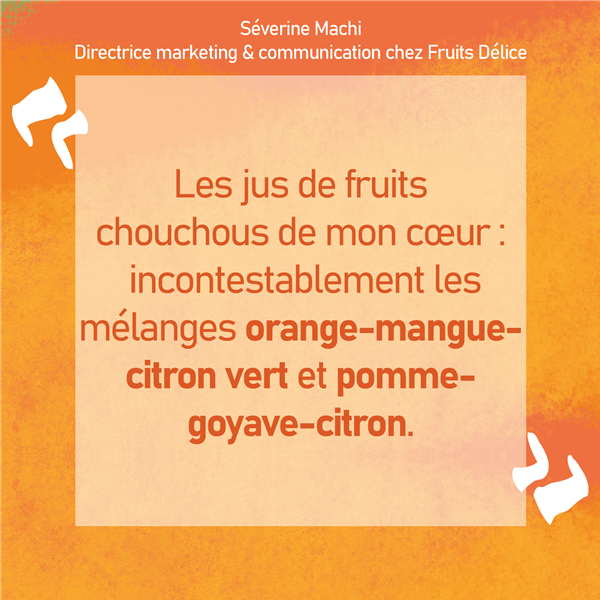 Séverine Machi
Directrice marketing & communication chez Fruits Délice
Les jus de fruits
chouchous de mon cœur :
incontestablement les
mélanges orange-mangue-
citron vert et pomme-
goyave-citron.